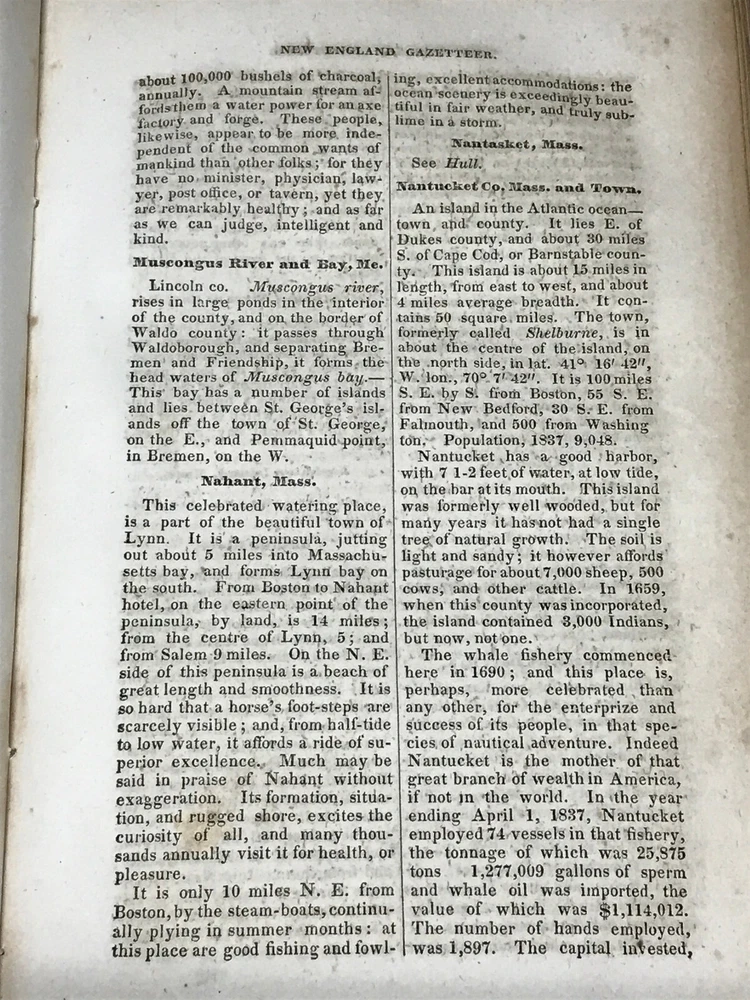 NEW ENGLAND GAZETTEER.
about 100,000 bushels of charcoal,
annually. A mountain stream af-
fords them a water power for an axe
factory and forge. These people,
likewise, appear to be more inde-
pendent of the common wants of
mankind than other folks; for they
have no minister, physician, law-
yer, post office, or tavern, yet they
are remarkably healthy; and as far
as we can judge, intelligent and
kind.
Muscongus River and Bay, Me.
Lincoln co. Muscongus river,
rises in large ponds in the interior
of the county, and on the border of
Waldo county: it passes through
Waldoborough, and separating Bre-
men and Friendship, it forms the
head waters of Muscongus bay.—
This bay has a number of islands
and lies between St. George's isl-
ands off the town of St. George,
on the E., and Pemmaquid point,
in Bremen, on the W.
Nahant, Mass.
This celebrated watering place,
is a part of the beautiful town of
Lynn. It is a peninsula, jutting
out about 5 miles into Massachu-
setts bay, and forms Lynn bay on
the south. From Boston to Nahant
hotel, on the eastern point of the
peninsula, by land, is 14 miles;
from the centre of Lynn, 5; and
from Salem 9 miles. On the N. E.
side of this peninsula is a beach of
great length and smoothness. It is
so hard that a horse's foot-steps are
scarcely visible; and, from half-tide
to low water, it affords a ride of su-
perior excellence. Much may be
said in praise of Nahant without
exaggeration. Its formation, situa-
tion, and rugged shore, excites the
curiosity of all, and many thou-
sands annually visit it for health, or
pleasure.
It is only 10 miles N. E. from
Boston, by the steam-boats, continu-
ally plying in summer months: at
this place are good fishing and fowl-
ing, excellent accommodations: the
ocean scenery is exceedingly beau-
tiful in fair weather, and truly sub-
lime in a storm.
Nantasket, Mass.
See Hull.
Nantucket Co. Mass. and Town.
An island in the Atlantic ocean—
town and county. It lies E. of
Dukes county, and about 30 miles
S. of Cape Cod, or Barnstable coun-
ty. This island is about 15 miles in
length, from east to west, and about
4 miles average breadth. It con-
tains 50 square miles. The town,
formerly called Shelburne, is in
about the centre of the island, on
the north side, in lat. 41° 16' 42",
W. lon., 70° 7' 42". It is 100 miles
S. E. by S. from Boston, 55 S. E.
from New Bedford, 30 S. E. from
Falmouth, and 500 from Washing
ton. Population, 1837, 9,048.
Nantucket has a good harbor,
with 7 1-2 feet of water, at low tide,
on the bar at its mouth. This island
was formerly well wooded, but for
many years it has not had a single
tree of natural growth. The soil is
light and sandy; it however affords
pasturage for about 7,000 sheep, 500
cows, and other cattle. In 1659,
when this county was incorporated,
the island contained 3,000 Indians,
but now, not one.
The whale fishery commenced
here in 1690; and this place is,
perhaps, more celebrated than
any other, for the enterprize and
success of its people, in that spe-
cies of nautical adventure. Indeed
Nantucket is the mother of that
great branch of wealth in America,
if not in the world. In the year
ending April 1, 1837, Nantucket
employed 74 vessels in that fishery,
the tonnage of which was 25,875
tons 1,277,009 gallons of sperm
and whale oil was imported, the
value of which was $1,114,012.
The number of hands employed,
was 1,897. The capital invested,